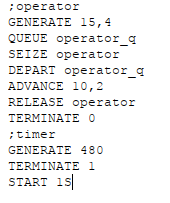 ;operator
GENERATE 15,4
QUEUE operator_q
SEIZE operator
DEPART operator_q
ADVANCE 10,2
RELEASE operator
TERMINATE 0
;timer
GENERATE 480
TERMINATE 1
START 1S